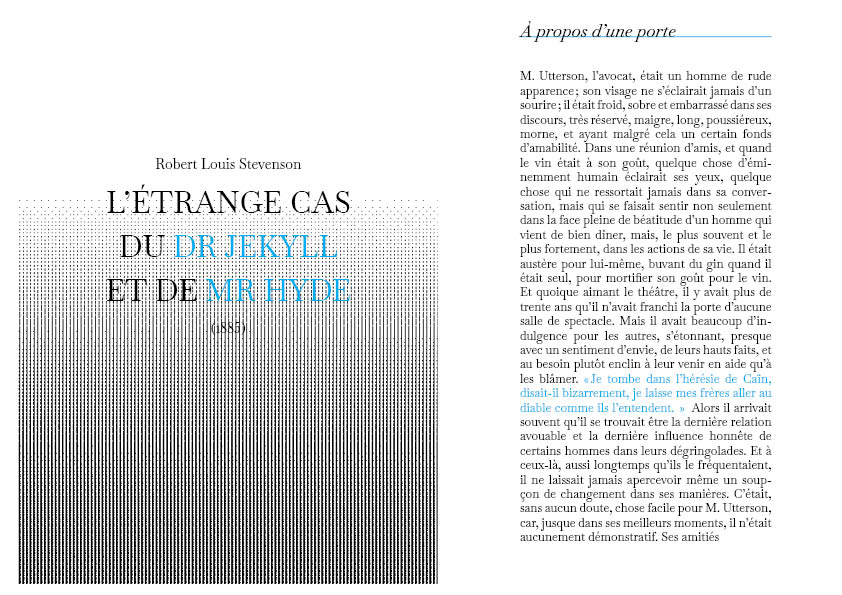 Robert Louis Stevenson
L’ÉTRANGE CAS
DU DR JEKYLL
ET DE MR HYDE
(1885)
À propos d’une porte
M. Utterson, l’avocat, était un homme de rude
apparence ; son visage ne s’éclairait jamais d’un
sourire ; il était froid, sobre et embarrassé dans ses
discours, très réservé, maigre, long, poussiéreux,
morne, et ayant malgré cela un certain fonds
d’amabilité. Dans une réunion d’amis, et quand
le vin était à son goût, quelque chose d’émi-
nemment humain éclairait ses yeux, quelque
chose qui ne ressortait jamais dans sa conver-
sation, mais qui se faisait sentir non seulement
dans la face pleine de béatitude d’un homme qui
vient de bien dîner, mais, le plus souvent et le
plus fortement, dans les actions de sa vie. Il était
austère pour lui-même, buvant du gin quand il
était seul, pour mortifier son goût pour le vin.
Et quoique aimant le théâtre, il y avait plus de
trente ans qu’il n’avait franchi la porte d’aucune
salle de spectacle. Mais il avait beaucoup d’in-
dulgence pour les autres, s’étonnant, presque
avec un sentiment d’envie, de leurs hauts faits, et
au besoin plutôt enclin à leur venir en aide qu’à
les blâmer. « Je tombe dans l’hérésie de Caïn,
disait-il bizarrement, je laisse mes frères aller au
diable comme ils l’entendent. » Alors il arrivait
souvent qu’il se trouvait être la dernière relation
avouable et la dernière influence honnête de
certains hommes dans leurs dégringolades. Et à
ceux-là, aussi longtemps qu’ils le fréquentaient,
il ne laissait jamais apercevoir même un soup-
çon de changement dans ses manières. C’était,
sans aucun doute, chose facile pour M. Utterson,
car, jusque dans ses meilleurs moments, il n’était
aucunement démonstratif. Ses amitiés